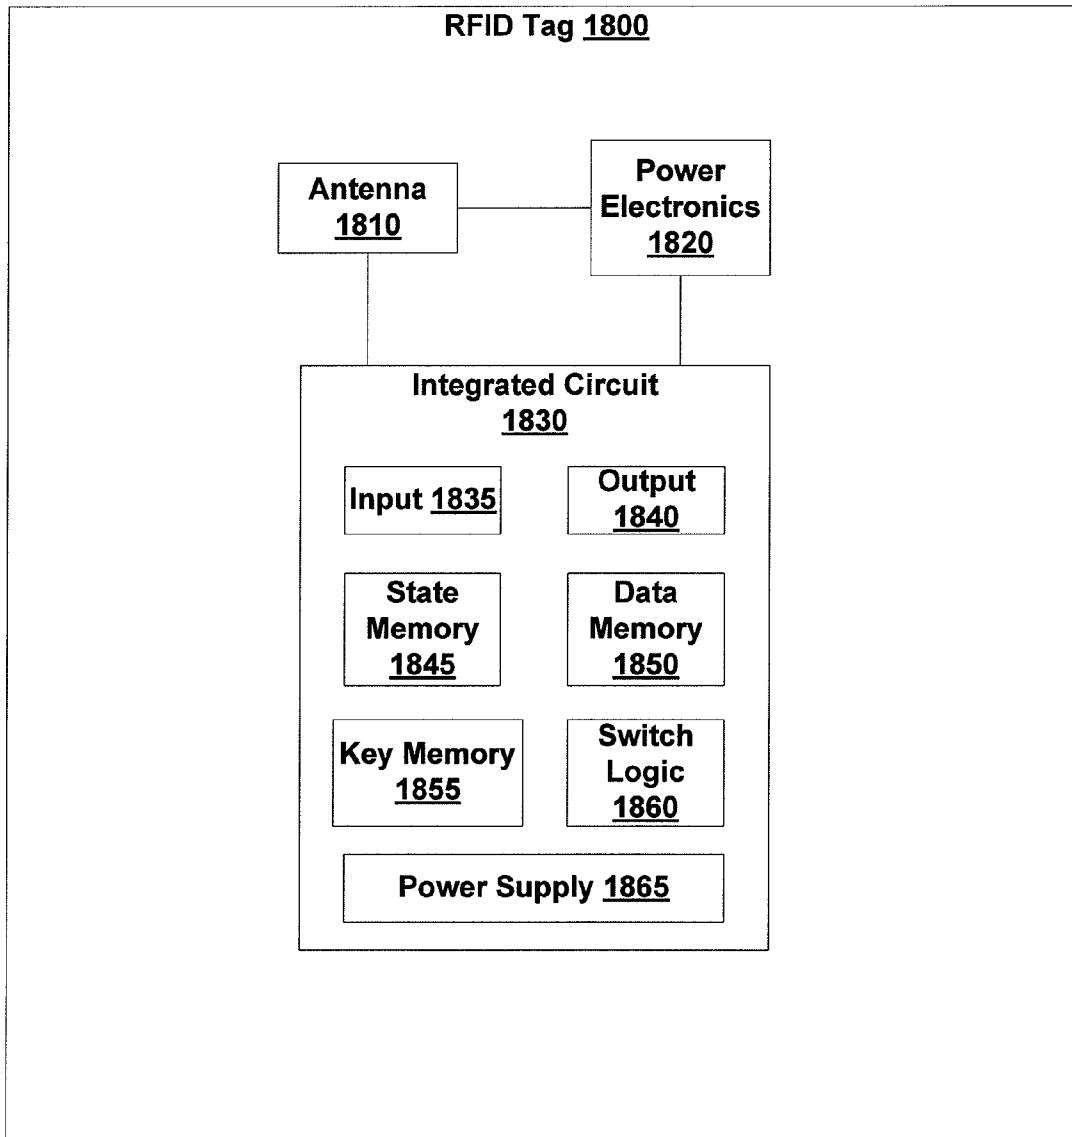 RFID Tag 1800
Antenna
1810
Power
Electronics
1820
Integrated Circuit
1830
Input 1835
Output
1840
State
Memory
1845
Data
Memory
1850
Key Memory
1855
Switch
Logic
1860
Power Supply 1865